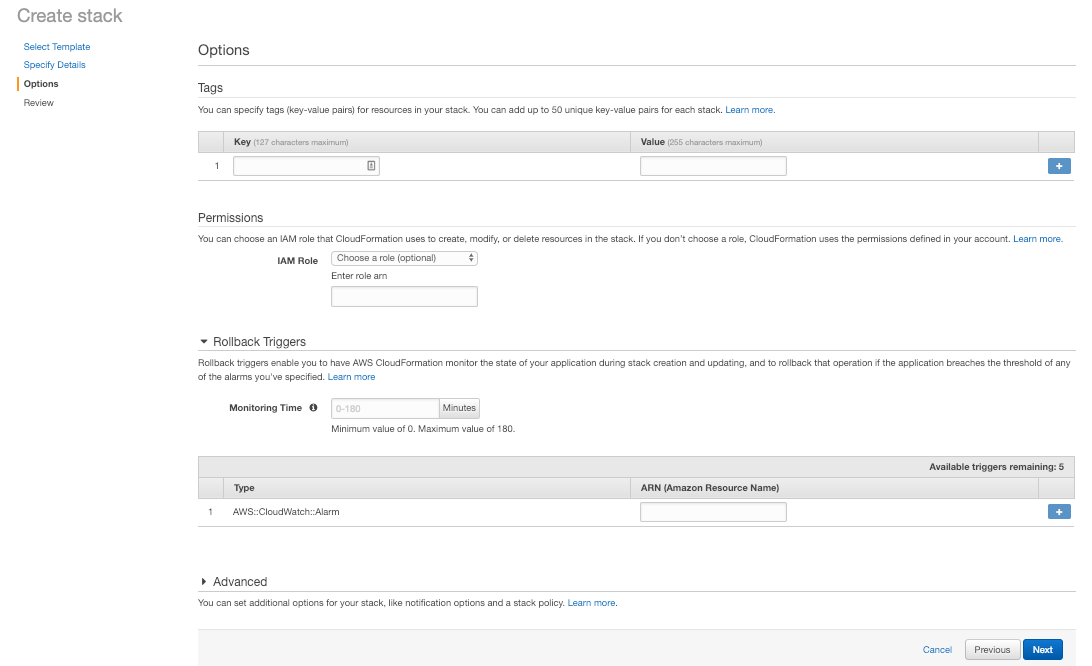 Create stack
Select Template
Specify Details
Options
Review
Options
Tags
You can specify tags (key-value pairs) for resources in your stack. You can add up to 50 unique key-value pairs for each stack. Learn more.
Key (127 characters maximum) Value (255 characters maximum)
1 +
Permissions
You can choose an IAM role that CloudFormation uses to create, modify, or delete resources in the stack. If you don't choose a role, CloudFormation uses the permissions defined in your account. Learn more.
IAM Role Choose a role (optional)
Enter role arn
Rollback Triggers
Rollback triggers enable you to have AWS CloudFormation monitor the state of your application during stack creation and updating, and to rollback that operation if the application breaches the threshold of any
of the alarms you've specified. Learn more
Monitoring Time 0-180 Minutes
Minimum value of 0. Maximum value of 180.
Available triggers remaining: 5
Type ARN (Amazon Resource Name)
1 AWS::CloudWatch::Alarm +
Advanced
You can set additional options for your stack, like notification options and a stack policy. Learn more.
Cancel Previous Next